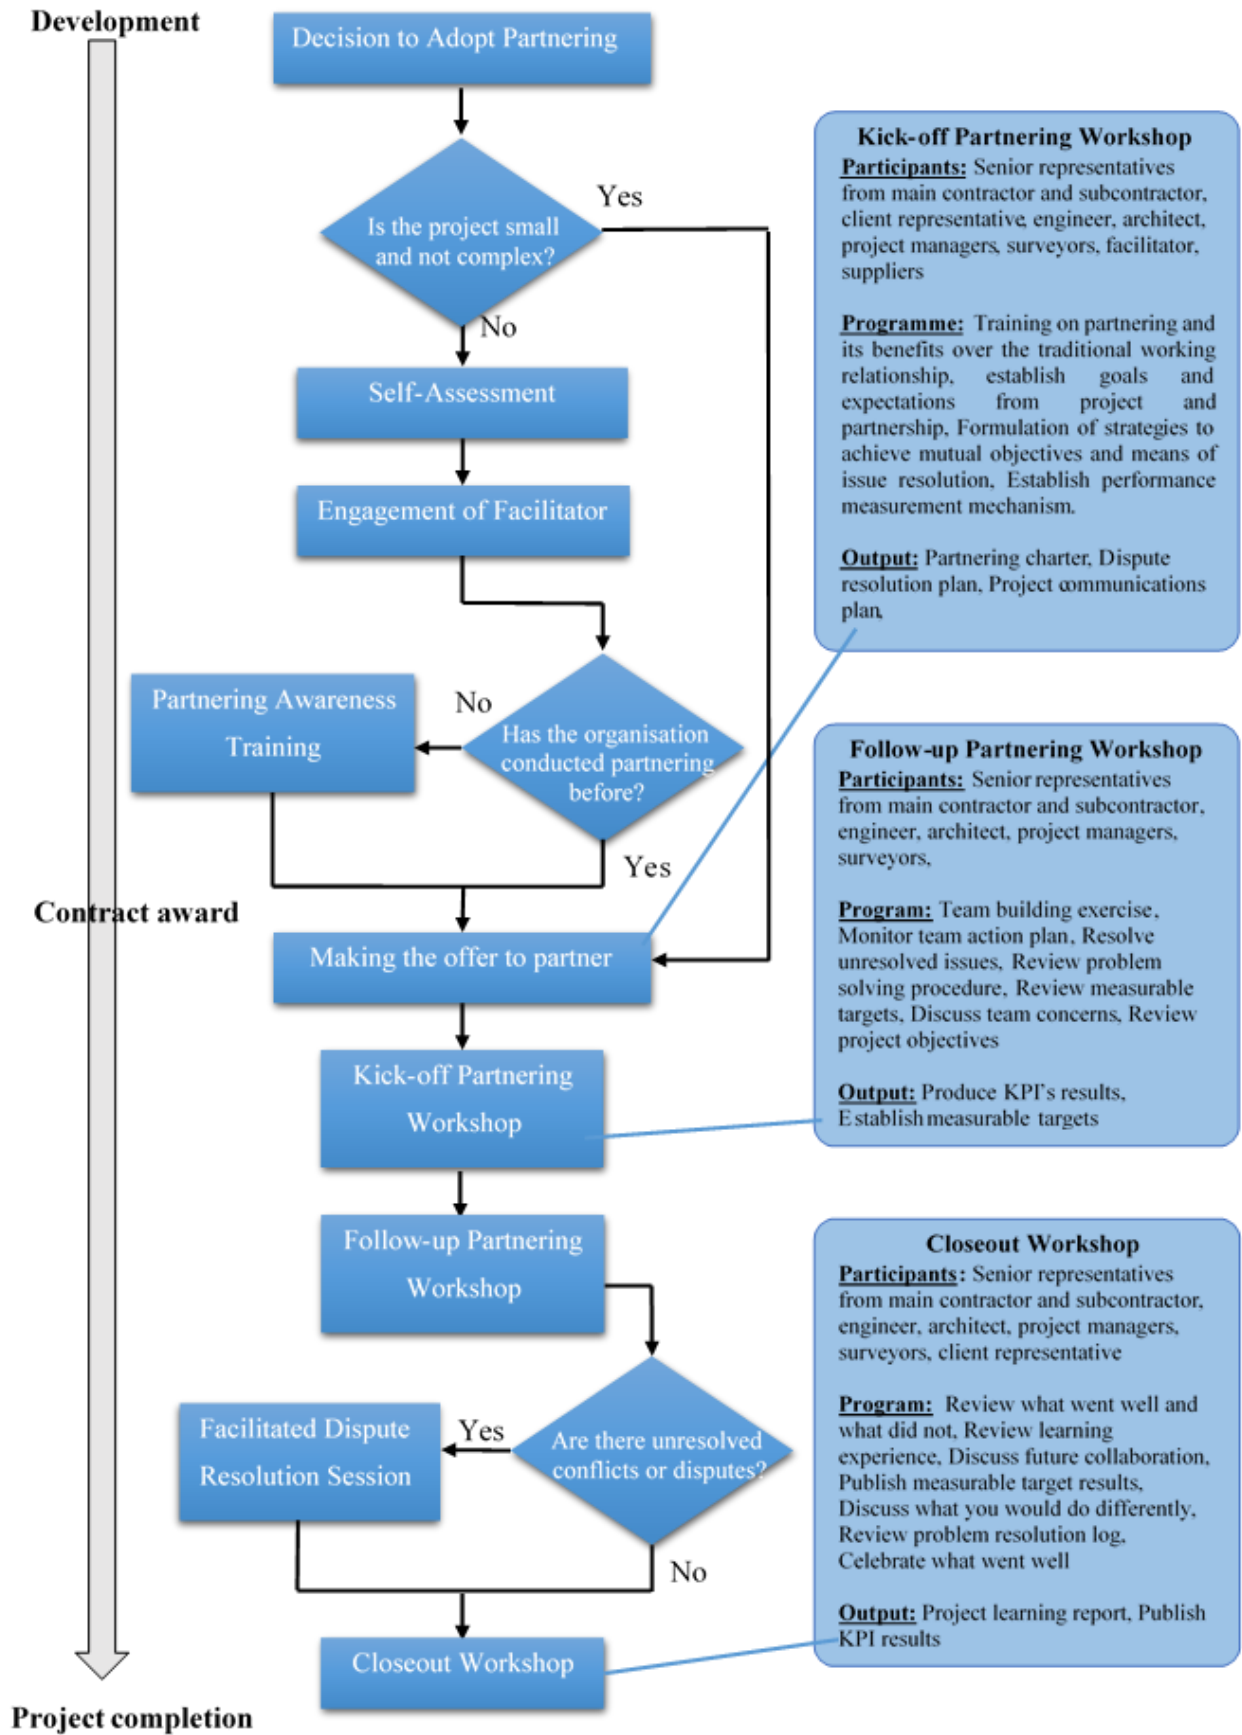 Development
Decision to Adopt Partnering
Is the project small
and not complex?
Yes
No
Self-Assessment
Engagement of Facilitator
Has the organisation
conducted partnering
before?
No
Yes
Partnering Awareness
Training
Contract award
Making the offer to partner
Kick-off Partnering
Workshop
Follow-up Partnering
Workshop
Are there unresolved
conflicts or disputes?
Yes
No
Facilitated Dispute
Resolution Session
Closeout Workshop
Project completion
Kick-off Partnering Workshop
Participants: Senior representatives
from main contractor and subcontractor,
client representative, engineer, architect,
project managers, surveyors, facilitator,
suppliers
Programme: Training on partnering and
its benefits over the traditional working
relationship, establish goals and
expectations from project and
partnership, Formulation of strategies to
achieve mutual objectives and means of
issue resolution, Establish performance
measurement mechanism.
Output: Partnering charter, Dispute
resolution plan, Project communications
plan,
Follow-up Partnering Workshop
Participants: Senior representatives
from main contractor and subcontractor,
engineer, architect, project managers,
surveyors,
Program: Team building exercise,
Monitor team action plan, Resolve
unresolved issues, Review problem
solving procedure, Review measurable
targets, Discuss team concerns, Review
project objectives
Output: Produce KPI's results,
Establish measurable targets
Closeout Workshop
Participants: Senior representatives
from main contractor and subcontractor,
engineer, architect, project managers,
surveyors, client representative
Program: Review what went well and
what did not, Review learning
experience, Discuss future collaboration,
Publish measurable target results,
Discuss what you would do differently,
Review problem resolution log,
Celebrate what went well
Output: Project learning report, Publish
KPI results